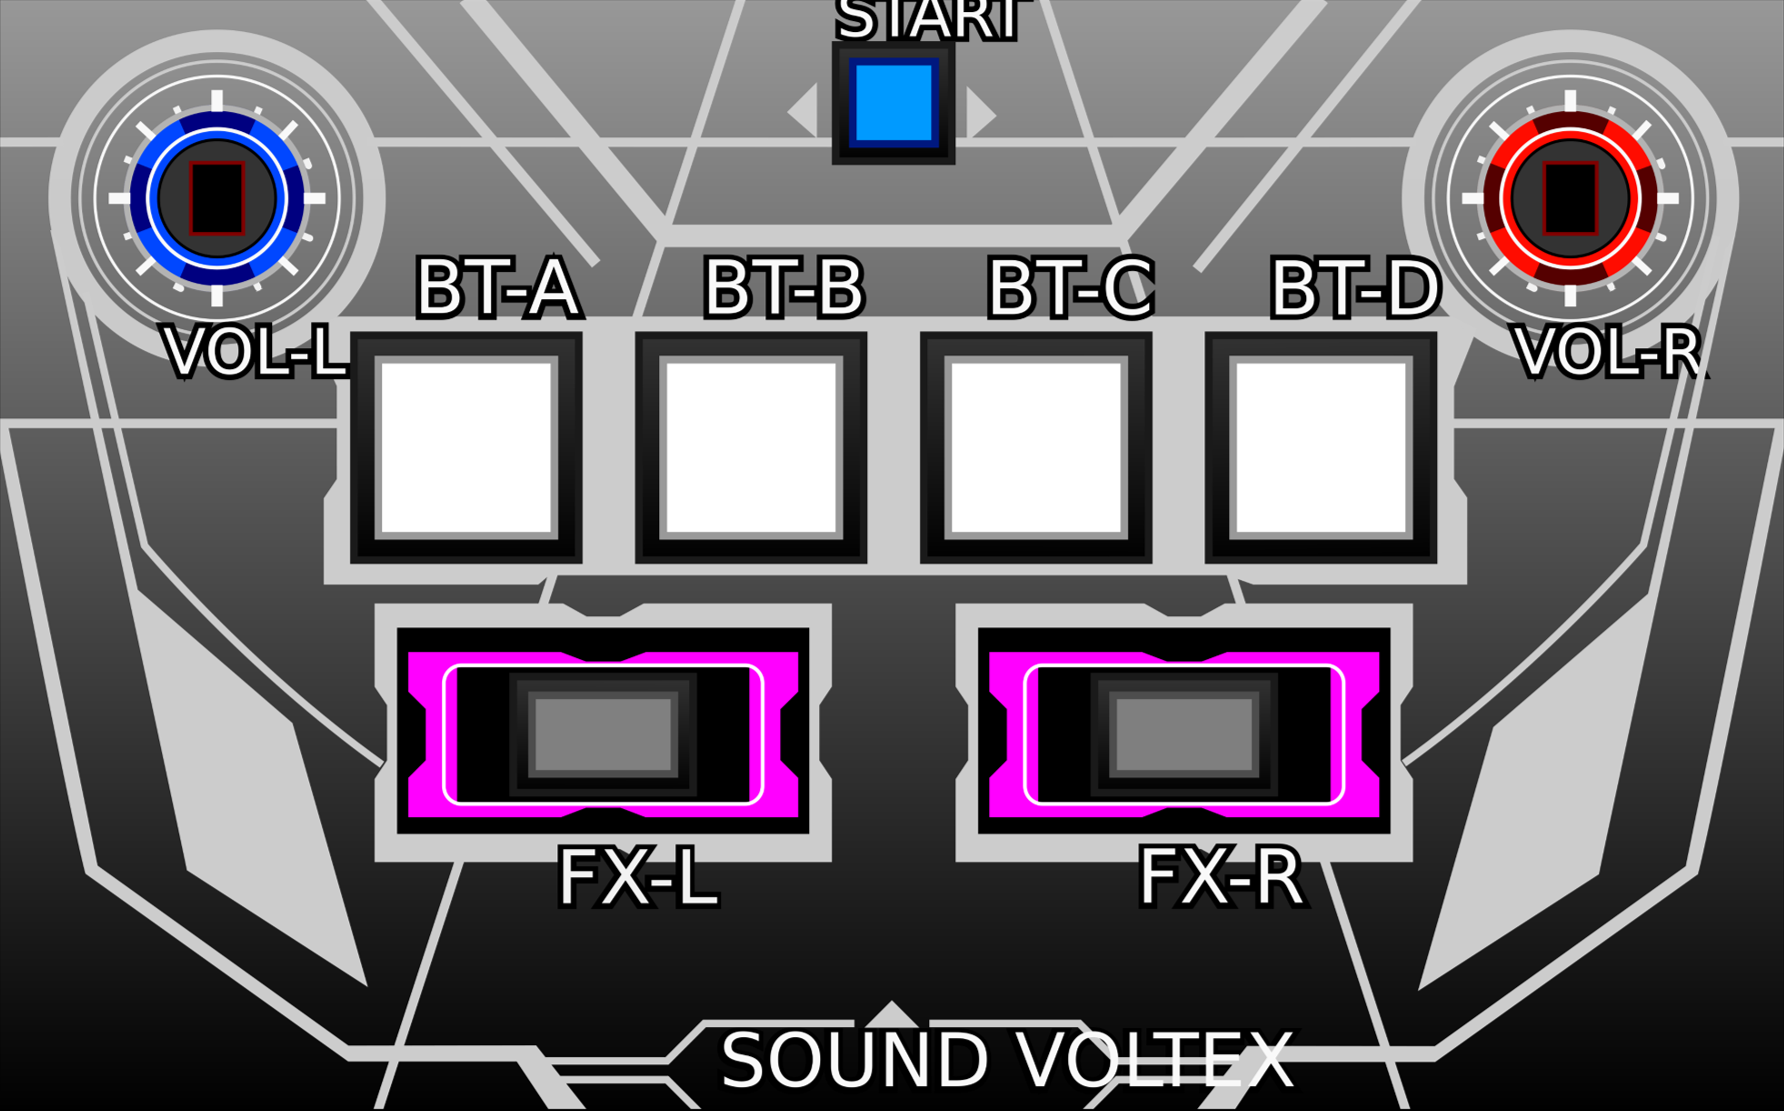 START
BT-A
BT-B
BT-C
BT-D
VOL-L
VOL-R
FX-L
FX-R
SOUND VOLTEX